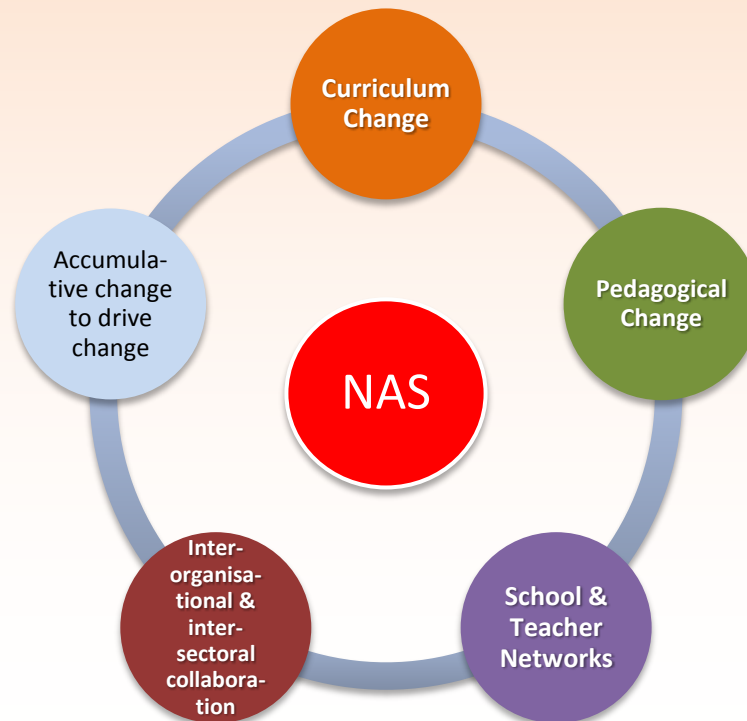 Curriculum
Change
Pedagogical
Change
School &
Teacher
Networks
Inter-
organisa-
tional &
inter-
sectoral
collabora-
tion
Accumula-
tive change
to drive
change
NAS